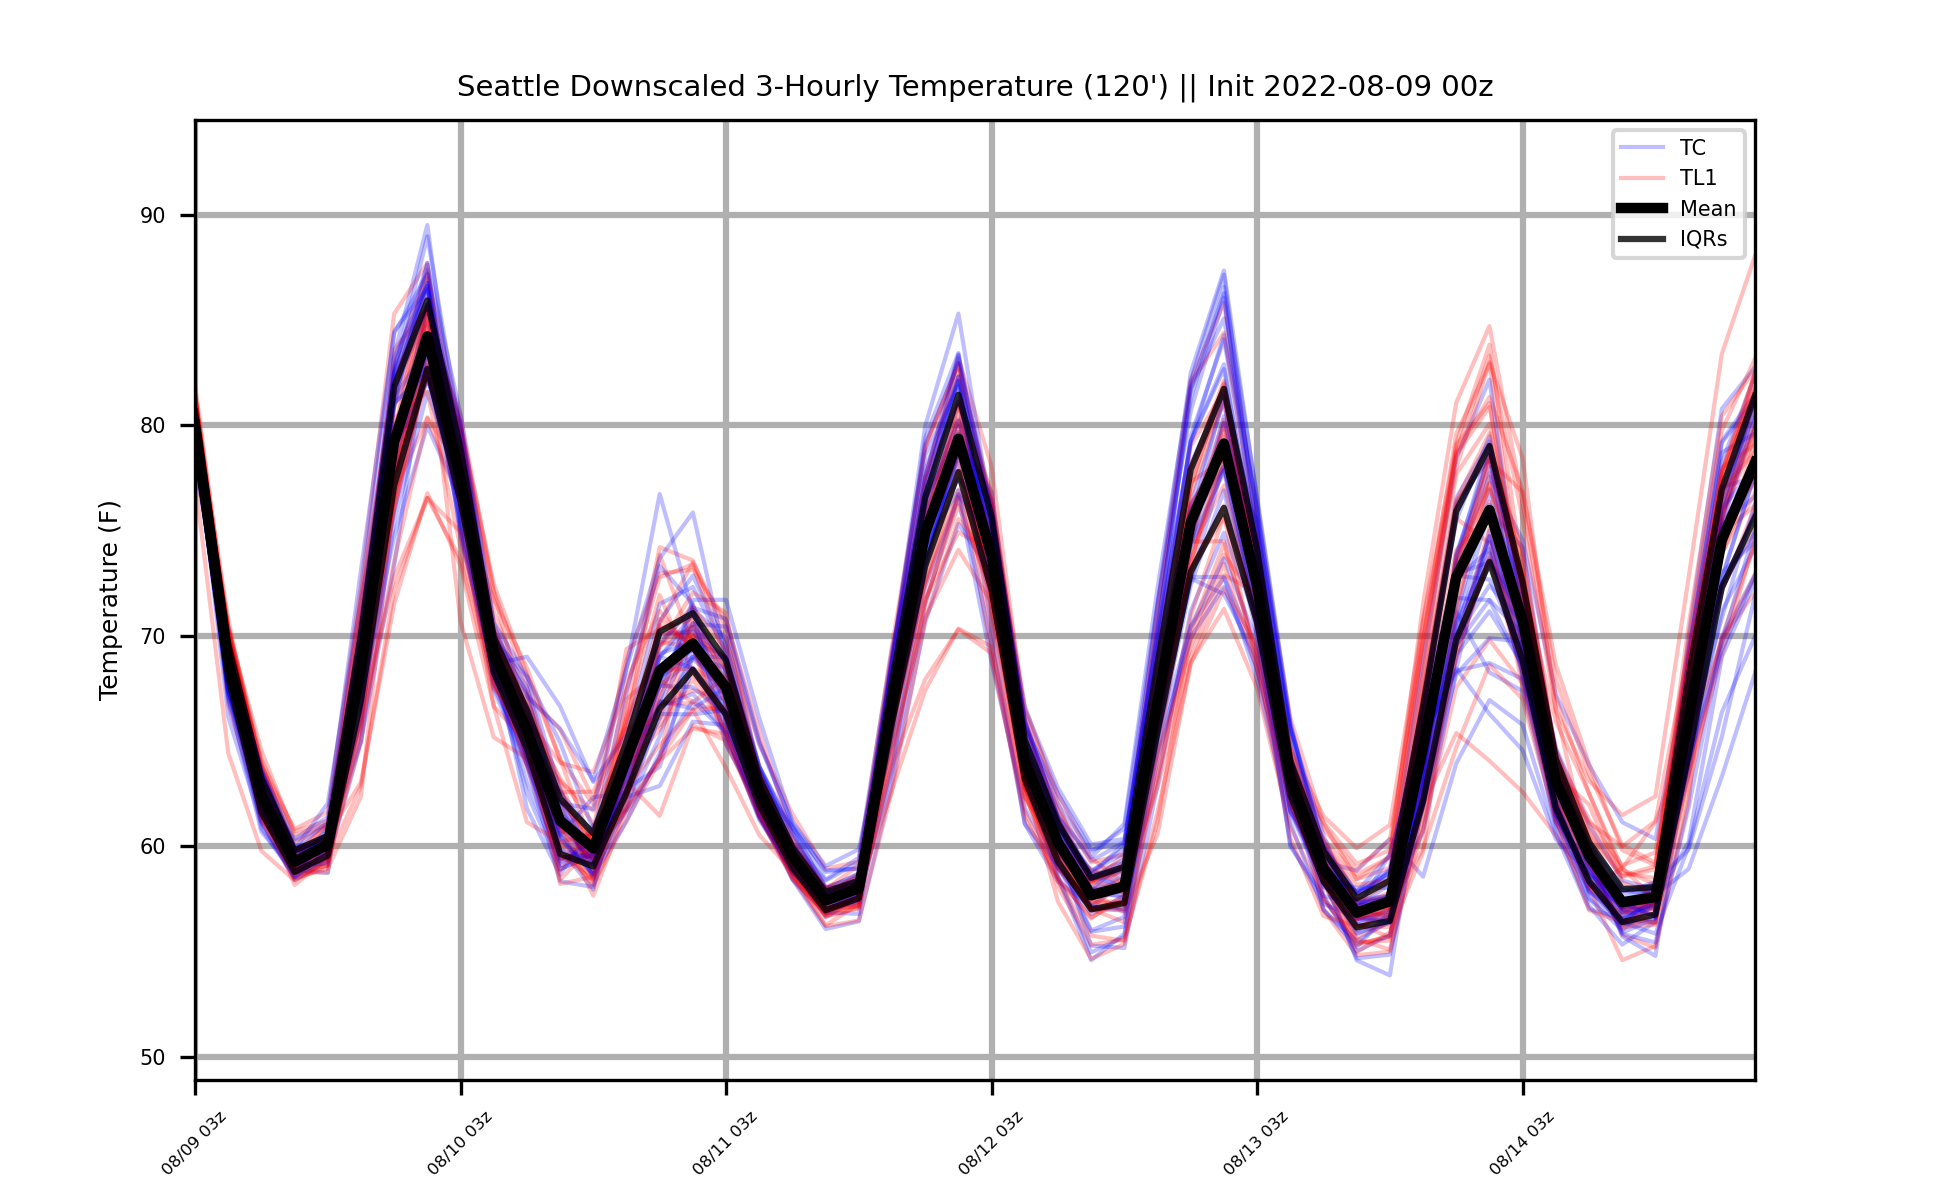 Seattle Downscaled 3-Hourly Temperature (120') || Init 2022-08-09 00z
TC
TL1
Mean
IQRs
Temperature (F)
90
80
70
60
50
08/09 03z
08/10 03z
08/11 03z
08/12 03z
08/13 03z
08/14 03z